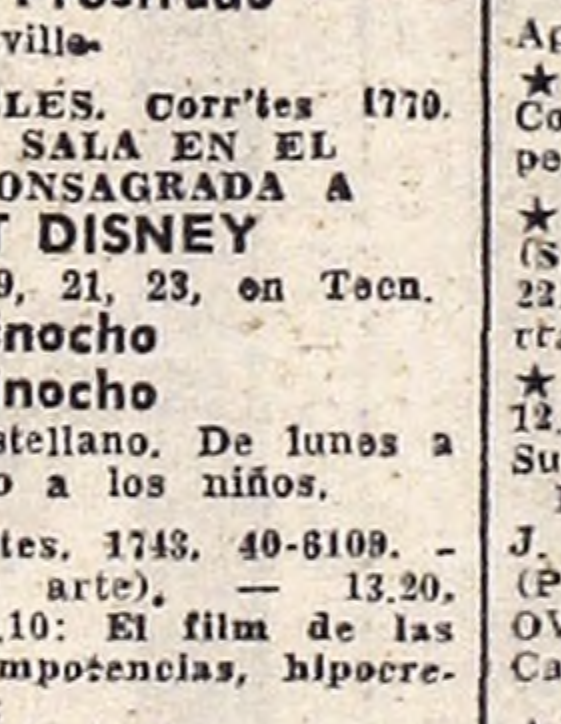 ville.
LES. Corr'tes 1770.
SALA EN EL
ONSAGRADA A
T DISNEY
9, 21, 23, en Tecn.
nocho
nocho
stellano. De lunes a
o a los niños.
tes. 1743. 40-6109. -
arte). — 13.20,
.10: El film de las
mpotencias, hipocre-
Ap
★
Co
pe
★
(S
22
★
12.
Su
J.
(P
OV
Ca